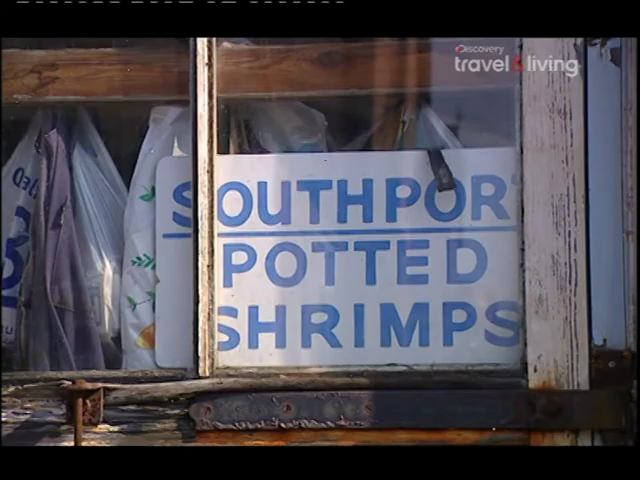 Discovery
travel & living
SOUTHPORT
POTTED
SHRIMPS